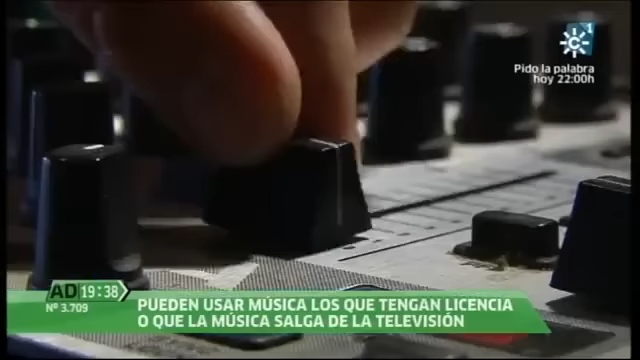 1
Pido la palabra
hoy 22:00h
AD 19:38
Nº 3.709
PUEDEN USAR MÚSICA LOS QUE TENGAN LICENCIA
O QUE LA MÚSICA SALGA DE LA TELEVISIÓN